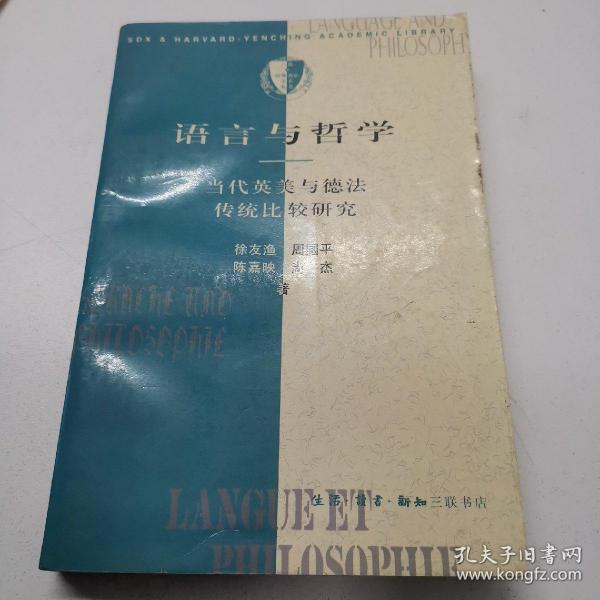 LANGUAGE AND
PHILOSOPHY
SDX & HARVARD-YENCHING ACADEMIC LIBRARY
语言与哲学
当代英美与德法
传统比较研究
徐友渔 周国平
陈嘉映 尚 杰
著
SPRACHE UND
PHILOSOPHIE
生活·讀書·新知三联书店
LANGUE ET
PHILOSOPHIE
孔夫子旧书网
www.kongfz.com